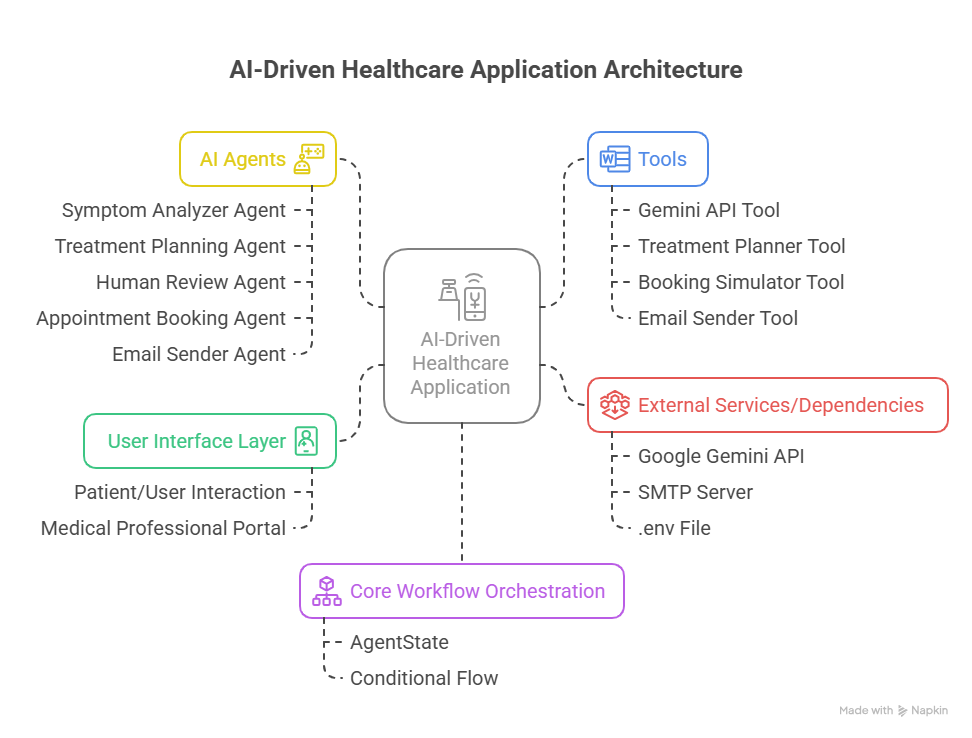 AI-Driven Healthcare Application Architecture
AI Agents
Symptom Analyzer Agent
Treatment Planning Agent
Human Review Agent
Appointment Booking Agent
Email Sender Agent
User Interface Layer
Patient/User Interaction
Medical Professional Portal
AI-Driven
Healthcare
Application
Tools
W
Gemini API Tool
Treatment Planner Tool
Booking Simulator Tool
Email Sender Tool
External Services/Dependencies
Google Gemini API
SMTP Server
.env File
Core Workflow Orchestration
AgentState
Conditional Flow
Made with Napkin